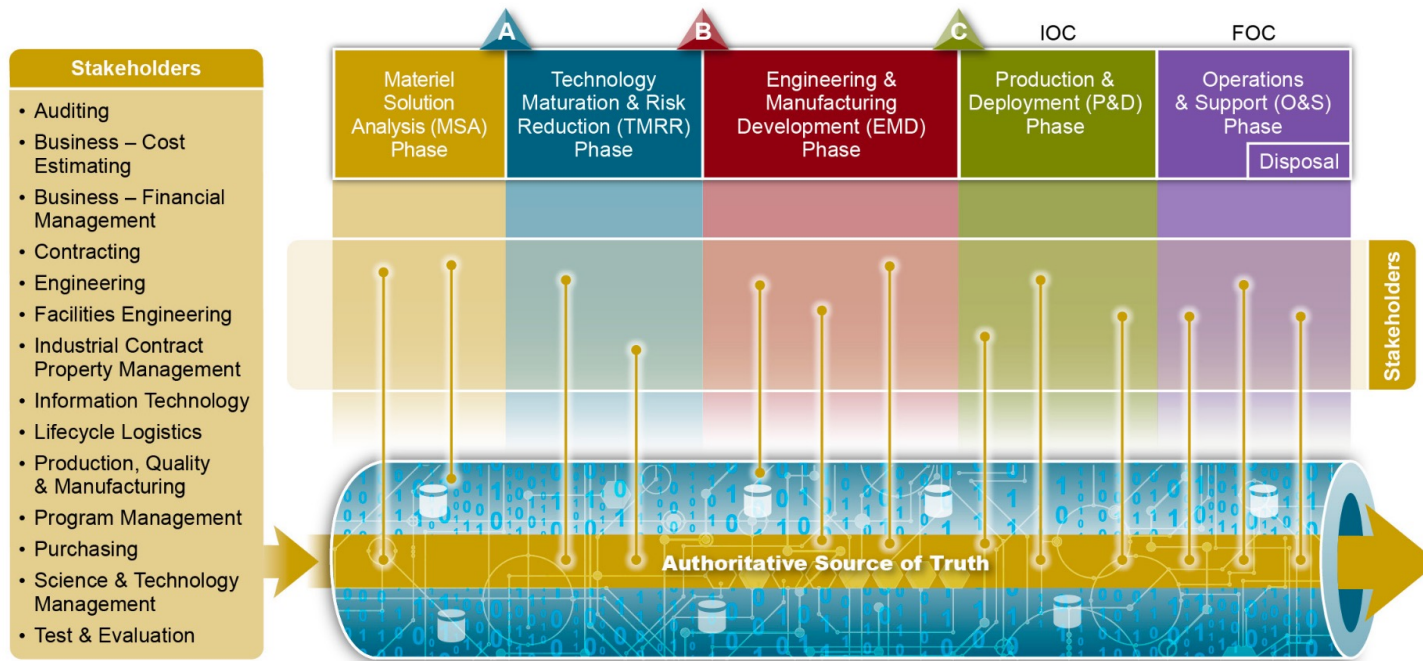 Stakeholders
• Auditing
• Business – Cost
Estimating
• Business – Financial
Management
• Contracting
• Engineering
• Facilities Engineering
• Industrial Contract
Property Management
• Information Technology
• Lifecycle Logistics
• Production, Quality
& Manufacturing
• Program Management
• Purchasing
• Science & Technology
Management
• Test & Evaluation
A
B
C
IOC
FOC
Materiel
Solution
Analysis (MSA)
Phase
Technology
Maturation & Risk
Reduction (TMRR)
Phase
Engineering &
Manufacturing
Development (EMD)
Phase
Production &
Deployment (P&D)
Phase
Operations
& Support (O&S)
Phase
Disposal
Stakeholders
Authoritative Source of Truth